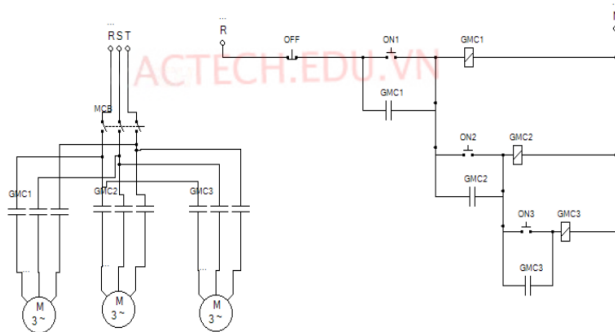 R
R S T
OFF
ON1
GMC1
ACTECH.EDU.VN
GMC1
MCB
ON2
GMC2
GMC2
GMC1
GMC2
GMC3
ON3
GMC3
GMC3
M
3 ~
M
3 ~
M
3 ~